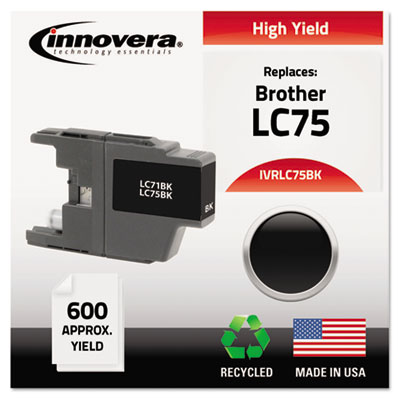 innovera
technology essentials
High Yield
Replaces:
Brother
LC75
IVRLC75BK
LC71BK
LC75BK
BK
600
APPROX.
YIELD
RECYCLED
MADE IN USA